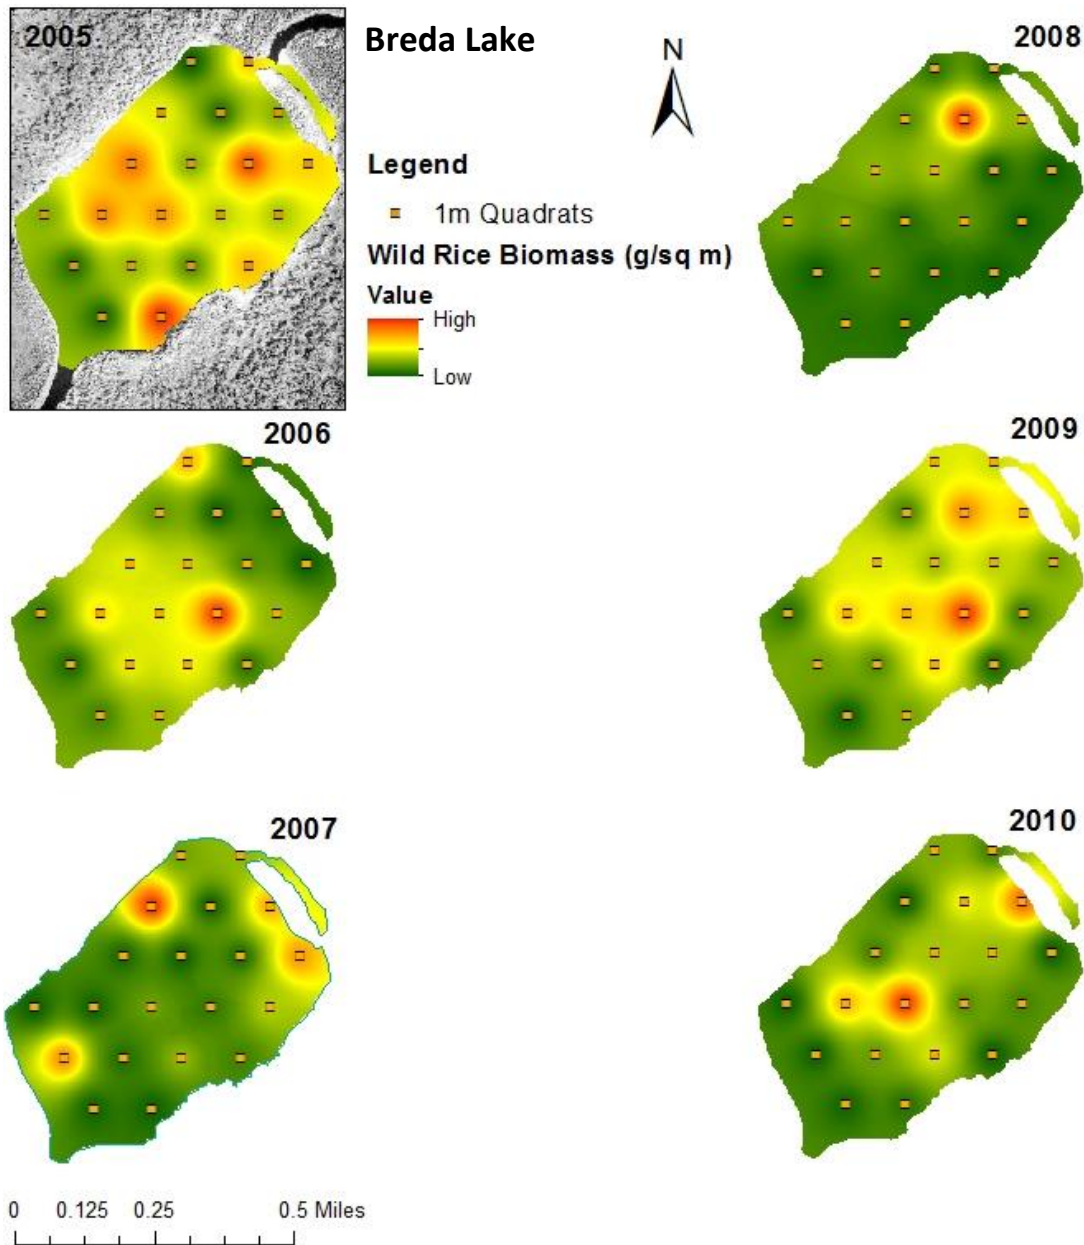 2005
Breda Lake
N
2008
Legend
1m Quadrats
Wild Rice Biomass (g/sq m)
Value
High
Low
2006
2009
2007
2010
0 0.125 0.25 0.5 Miles